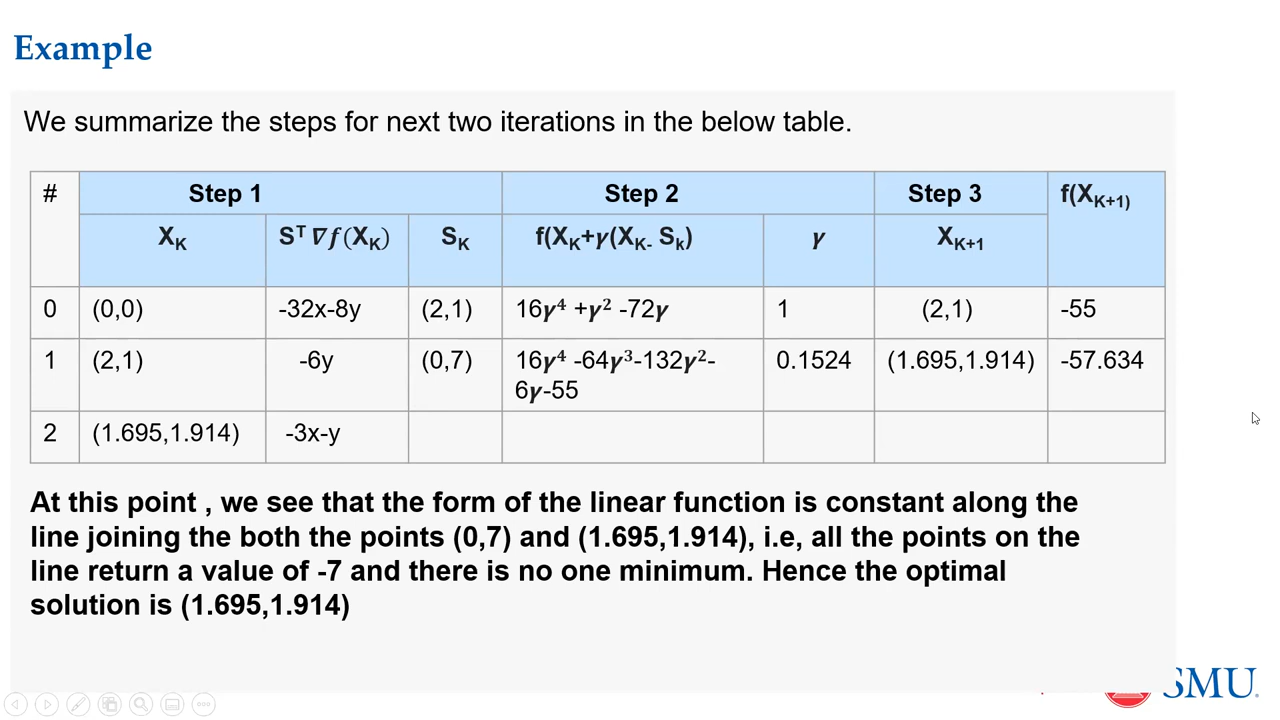 Example
We summarize the steps for next two iterations in the below table.
# Step 1 Step 2 Step 3 f(X_{K+1})
X_K S^T ∇f(X_K) S_K f(X_K+γ(X_{K-} S_k) γ X_{K+1}
0 (0,0) -32x-8y (2,1) 16γ⁴ +γ² -72γ 1 (2,1) -55
1 (2,1) -6y (0,7) 16γ⁴ -64γ³-132γ²- 0.1524 (1.695,1.914) -57.634
6γ-55
2 (1.695,1.914) -3x-y
At this point , we see that the form of the linear function is constant along the
line joining the both the points (0,7) and (1.695,1.914), i.e, all the points on the
line return a value of -7 and there is no one minimum. Hence the optimal
solution is (1.695,1.914)
SMU.